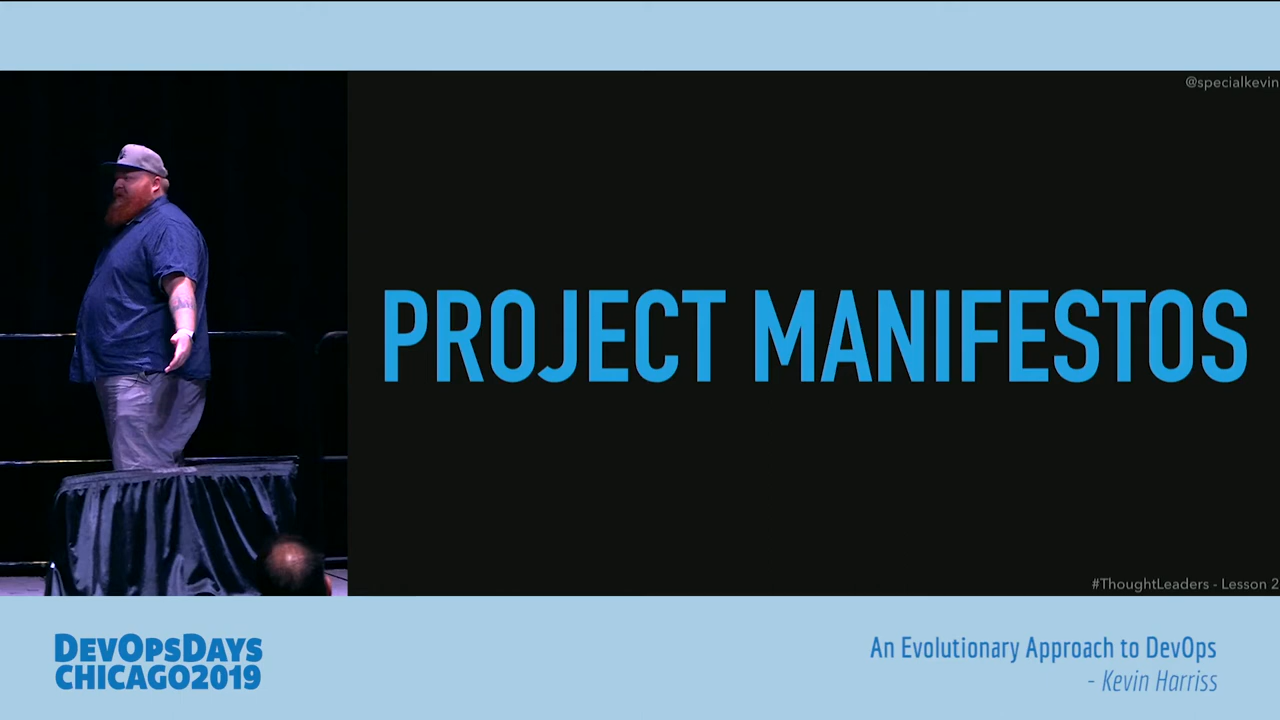 @specialkevin
PROJECT MANIFESTOS
#ThoughtLeaders - Lesson 2
DEVOPSDAYS
CHICAGO2019
An Evolutionary Approach to DevOps
- Kevin Harriss